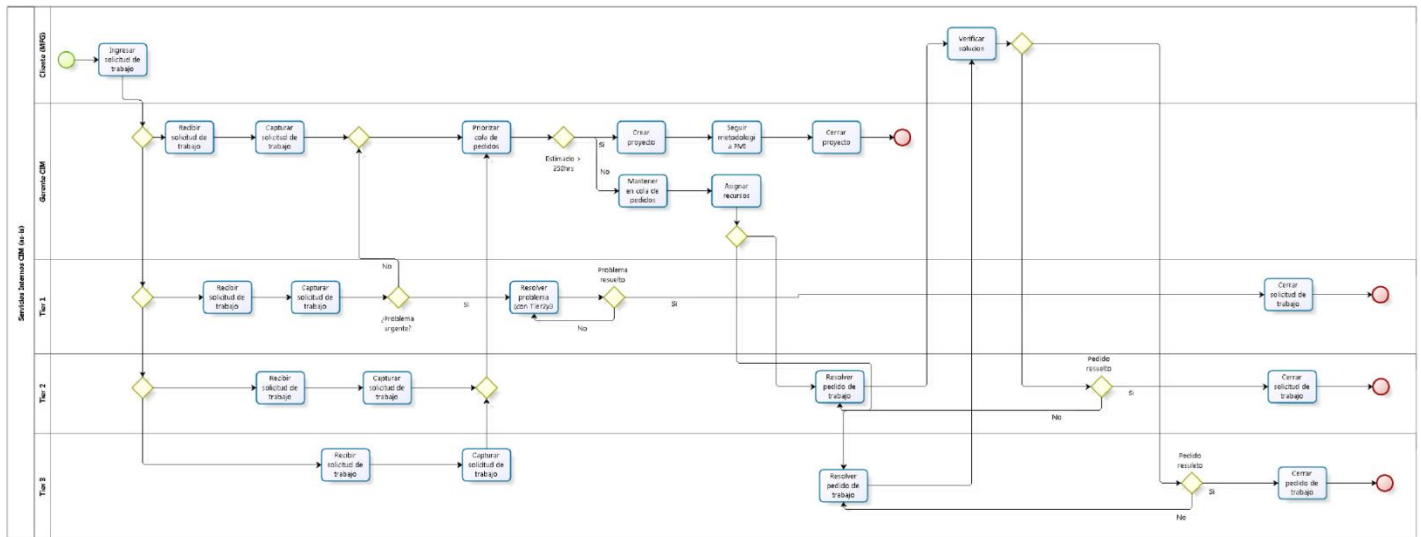 Servicios Internos CIM (as-is)
Cliente (MFG)
Ingresar
solicitud de
trabajo
Verificar
solucion
Gerente CIM
Recibir
solicitud de
trabajo
Capturar
solicitud de
trabajo
Priorizar
cola de
pedidos
Estimado >
250hrs
Si
No
Crear
proyecto
Seguir
metodologi
a PMI
Cerrar
proyecto
Mantener
en cola de
pedidos
Asignar
recursos
Tier 1
Recibir
solicitud de
trabajo
Capturar
solicitud de
trabajo
No
¿Problema
urgente?
Si
Resolver
problema
(con Tier2y3
Problema
resuelto
No
Si
Cerrar
solicitud de
trabajo
Tier 2
Recibir
solicitud de
trabajo
Capturar
solicitud de
trabajo
Resolver
pedido de
trabajo
Pedido
resuelto
Si
No
Cerrar
solicitud de
trabajo
Tier 3
Recibir
solicitud de
trabajo
Capturar
solicitud de
trabajo
Resolver
pedido de
trabajo
Pedido
resuleto
Si
No
Cerrar
pedido de
trabajo